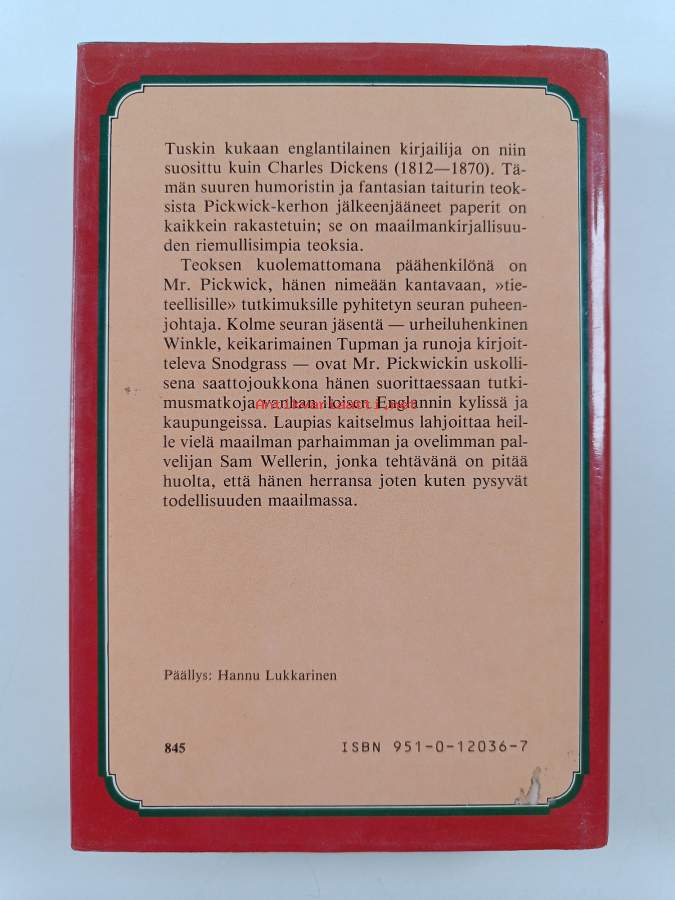 Tuskin kukaan englantilainen kirjailija on niin
suosittu kuin Charles Dickens (1812—1870). Tä-
män suuren humoristin ja fantasian taiturin teok-
sista Pickwick-kerhon jälkeenjääneet paperit on
kaikkein rakastetuin; se on maailmankirjallisuu-
den riemullisimpia teoksia.
Teoksen kuolemattomana päähenkilönä on
Mr. Pickwick, hänen nimeään kantavaan, »tie-
teellisille» tutkimuksille pyhitetyn seuran puheen-
johtaja. Kolme seuran jäsentä — urheiluhenkinen
Winkle, keikarimainen Tupman ja runoja kirjoit-
televa Snodgrass — ovat Mr. Pickwickin uskolli-
sena saattojoukkona hänen suorittaessaan tutki-
musmatkoja vanhan iloisen Englannin kylissä ja
Antikvariaatti.net
kaupungeissa. Laupias kaitselmus lahjoittaa heil-
le vielä maailman parhaimman ja ovelimman pal-
velijan Sam Wellerin, jonka tehtävänä on pitää
huolta, että hänen herransa joten kuten pysyvät
todellisuuden maailmassa.
Päällys: Hannu Lukkarinen
845 ISBN 951-0-12036-7